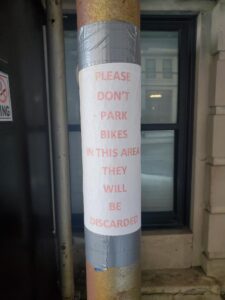 PLEASE
DON'T
PARK
BIKES
IN THIS AREA
THEY
WILL
BE
DISCARDED